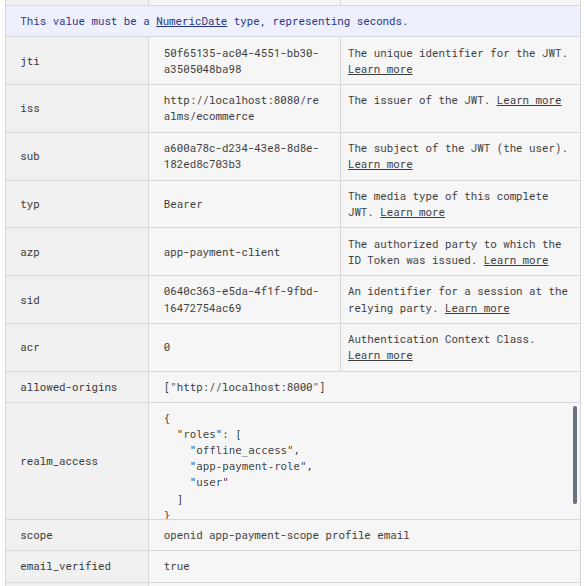 This value must be a NumericDate type, representing seconds.
jti
50f65135-ac04-4551-bb30-
a3505048ba98
The unique identifier for the JWT.
Learn more
iss
http://localhost:8080/re
alms/ecommerce
The issuer of the JWT. Learn more
sub
a600a78c-d234-43e8-8d8e-
182ed8c703b3
The subject of the JWT (the user).
Learn more
typ
Bearer
The media type of this complete
JWT. Learn more
azp
app-payment-client
The authorized party to which the
ID Token was issued. Learn more
sid
0640c363-e5da-4f1f-9fbd-
16472754ac69
An identifier for a session at the
relying party. Learn more
acr
0
Authentication Context Class.
Learn more
allowed-origins
["http://localhost:8000"]
realm_access
{
"roles": [
"offline_access",
"app-payment-role",
"user"
]
}
scope
openid app-payment-scope profile email
email_verified
true